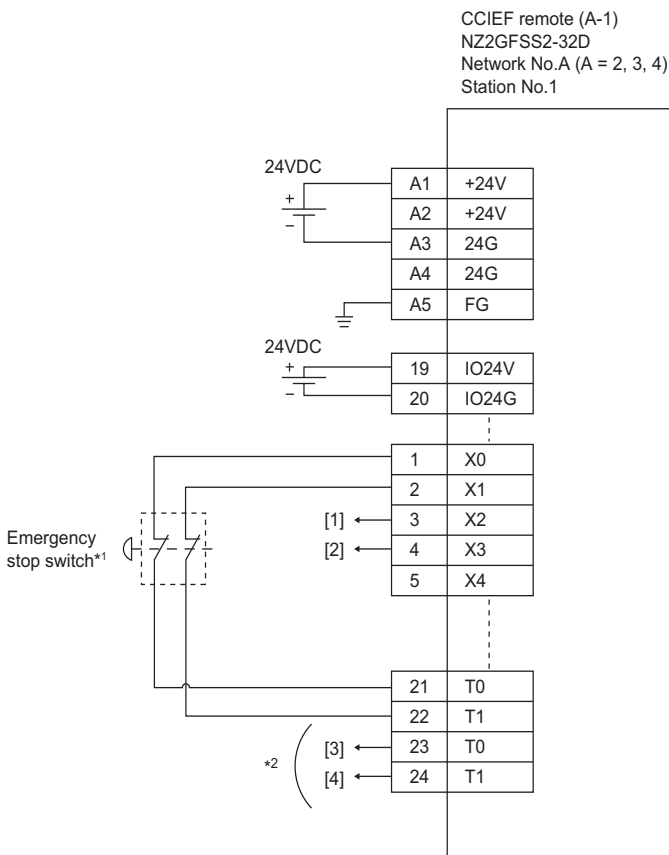 CCIEF remote (A-1)
NZ2GFSS2-32D
Network No.A (A = 2, 3, 4)
Station No.1
24VDC
+
−
A1 +24V
A2 +24V
A3 24G
A4 24G
A5 FG
24VDC
+
−
19 IO24V
20 IO24G
1 X0
2 X1
[1] 3 X2
[2] 4 X3
5 X4
Emergency
stop switch*1
21 T0
22 T1
*2
[3] 23 T0
[4] 24 T1